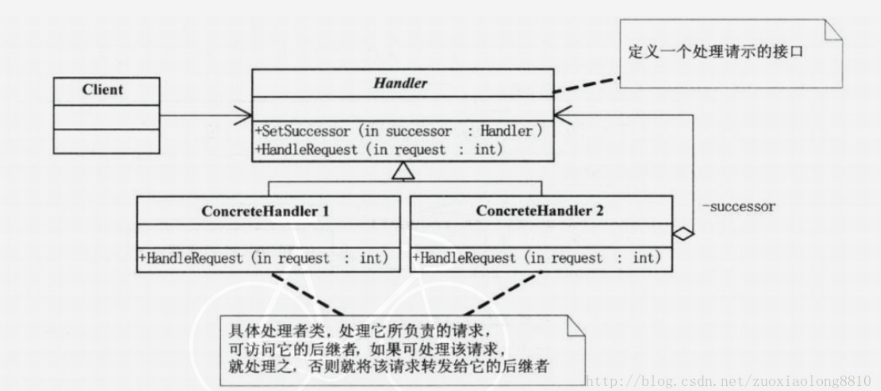 定义一个处理请示的接口
Client
Handler
+SetSuccessor (in successor : Handler)
+HandleRequest (in request : int)
ConcreteHandler 1
ConcreteHandler 2
-successor
+HandleRequest (in request : int)
+HandleRequest (in request : int)
具体处理者类，处理它所负责的请求，
可访问它的后继者，如果可处理该请求，
就处理之，否则就将该请求转发给它的后继者
http://blog.csdn.net/zuoxiaolong8810